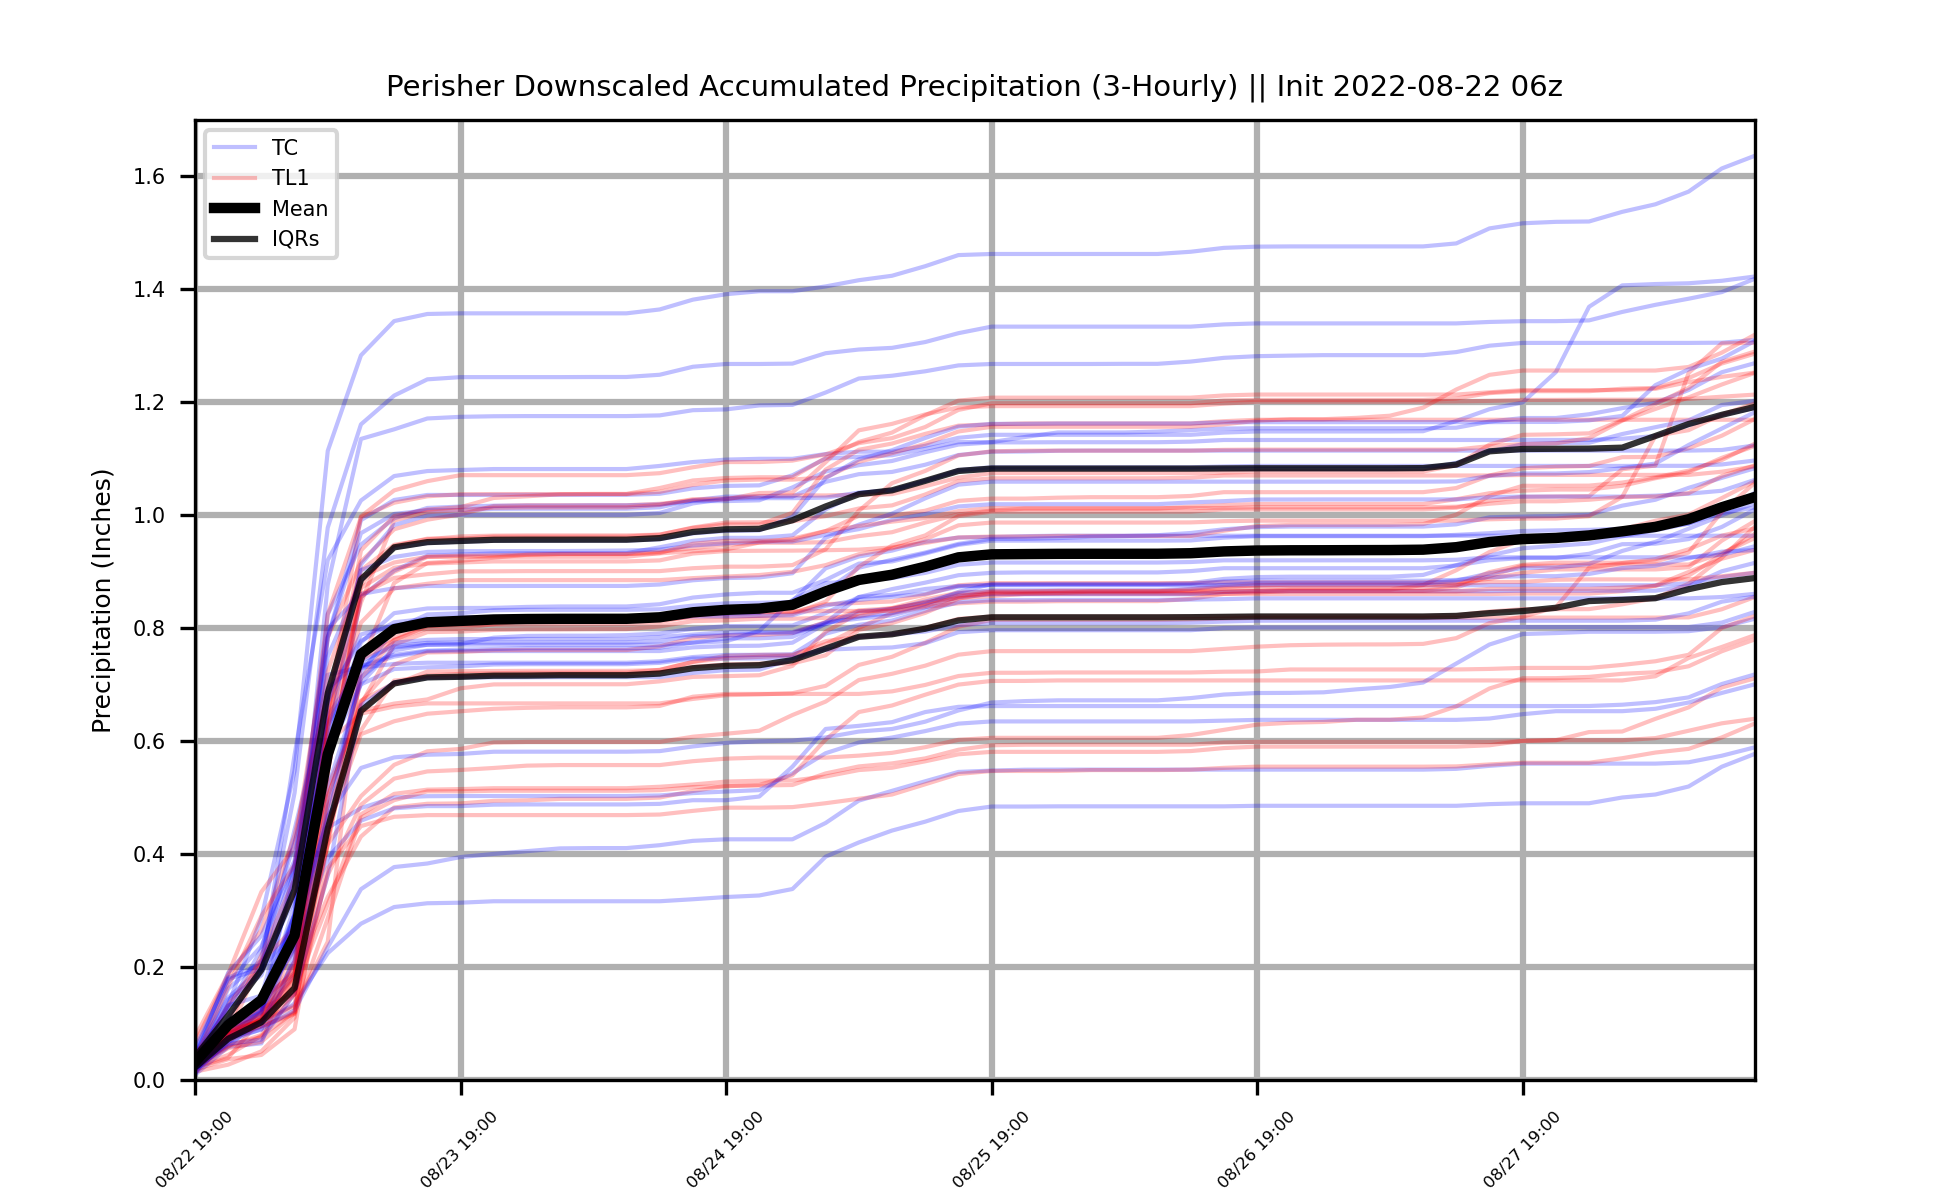 Perisher Downscaled Accumulated Precipitation (3-Hourly) || Init 2022-08-22 06z
TC
TL1
Mean
IQRs
Precipitation (Inches)
1.6
1.4
1.2
1.0
0.8
0.6
0.4
0.2
0.0
08/22 19:00
08/23 19:00
08/24 19:00
08/25 19:00
08/26 19:00
08/27 19:00